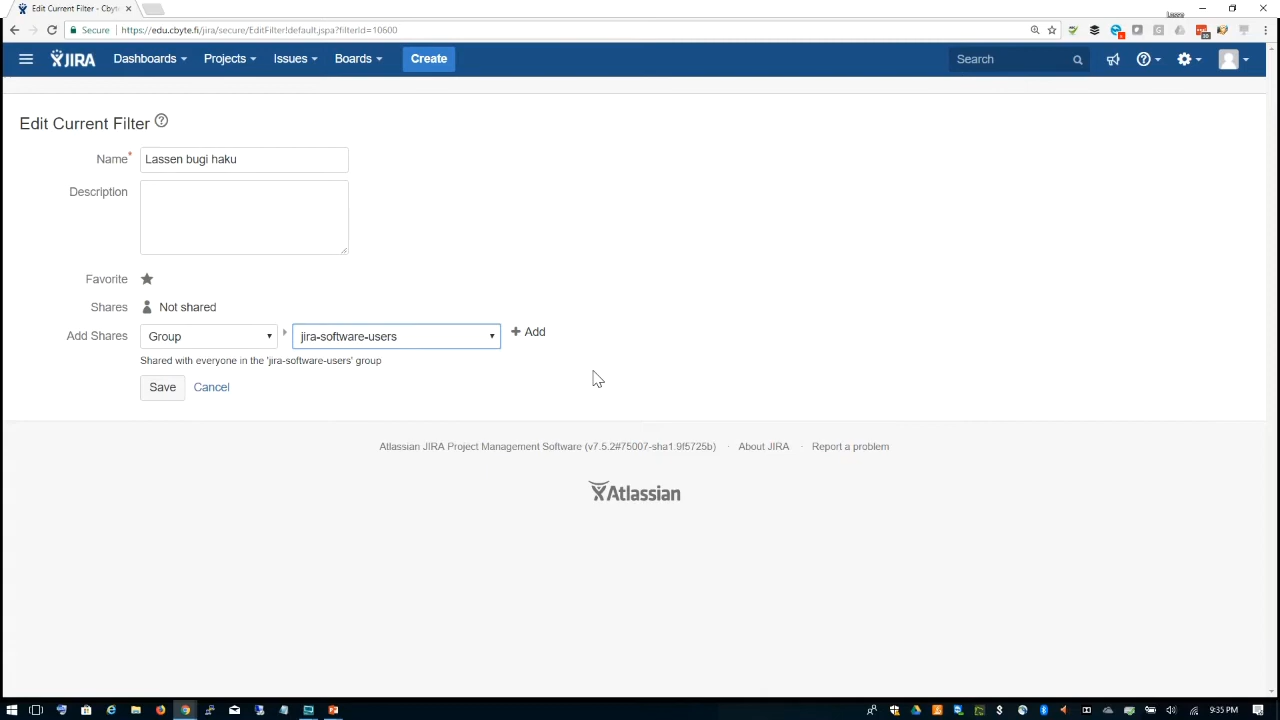 Edit Current Filter - Cbyte
Lassen
Secure https://edu.cbyte.fi/jira/secure/EditFilter!default.jspa?filterId=10600
JIRA Dashboards Projects Issues Boards Create Search
Edit Current Filter
Name* Lassen bugi haku
Description
Favorite
Shares Not shared
Add Shares Group jira-software-users + Add
Shared with everyone in the 'jira-software-users' group
Save Cancel
Atlassian JIRA Project Management Software (v7.5.2#75007-sha1:9f5725b) · About JIRA · Report a problem
Atlassian
9:35 PM